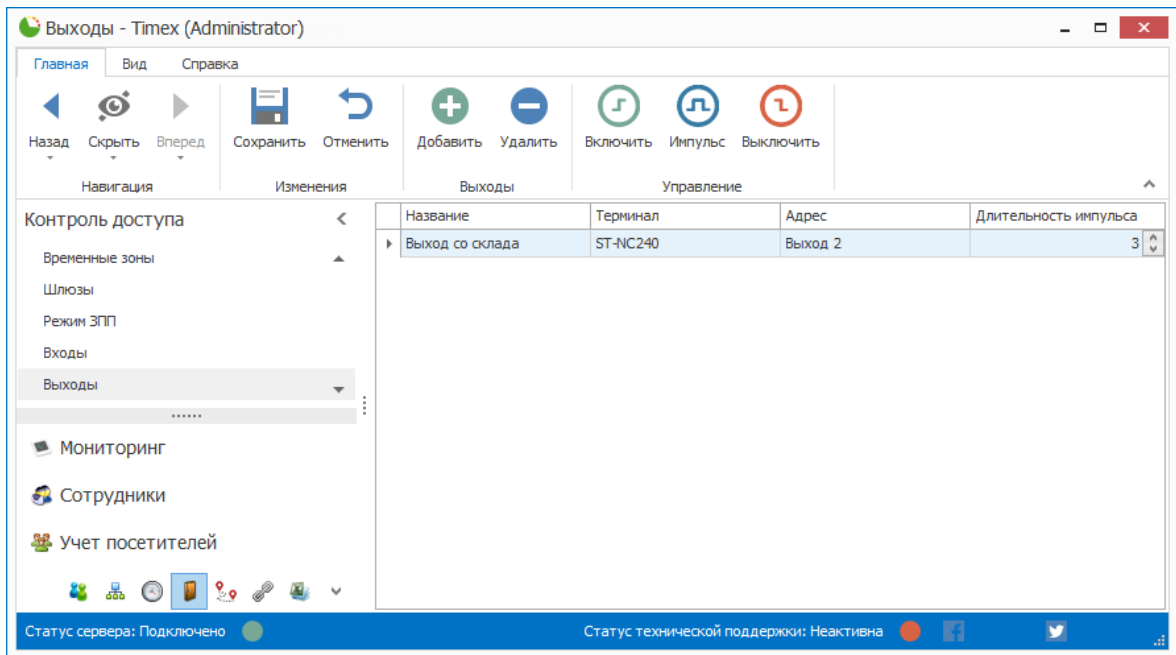 Выходы - Timex (Administrator)
Главная Вид Справка
Назад Скрыть Вперед Сохранить Отменить Добавить Удалить Включить Импульс Выключить
Навигация Изменения Выходы Управление
Контроль доступа
Название Терминал Адрес Длительность импульса
Выход со склада ST-NC240 Выход 2 3
Временные зоны
Шлюзы
Режим ЗПП
Входы
Выходы
Мониторинг
Сотрудники
Учет посетителей
Статус сервера: Подключено Статус технической поддержки: Неактивна